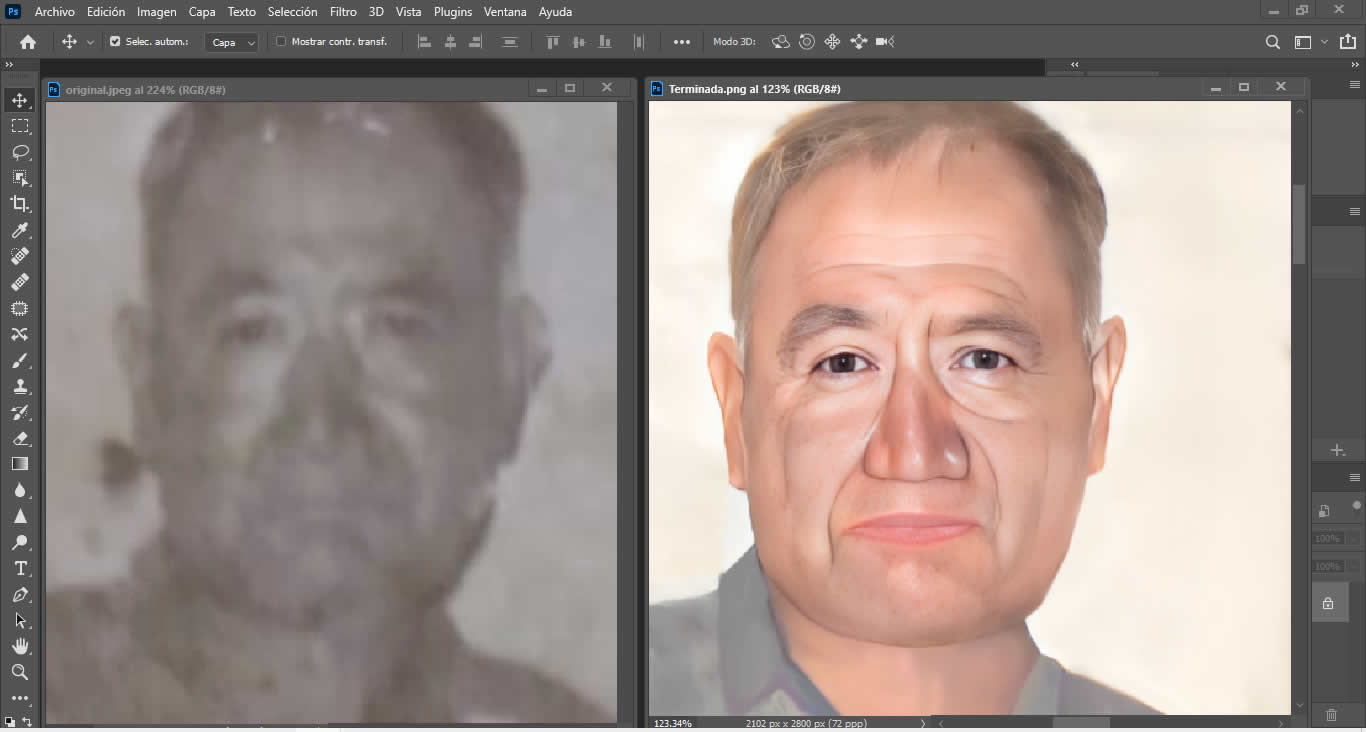 Ps Archivo Edición Imagen Capa Texto Selección Filtro 3D Vista Plugins Ventana Ayuda
Selec. autom.: Capa Mostrar contr. transf. Modo 3D:
Ps original.jpeg al 224% (RGB/8#)
Ps Terminada.png al 123% (RGB/8#)
100%
100%
123.34% 2102 px x 2800 px (72 ppp)